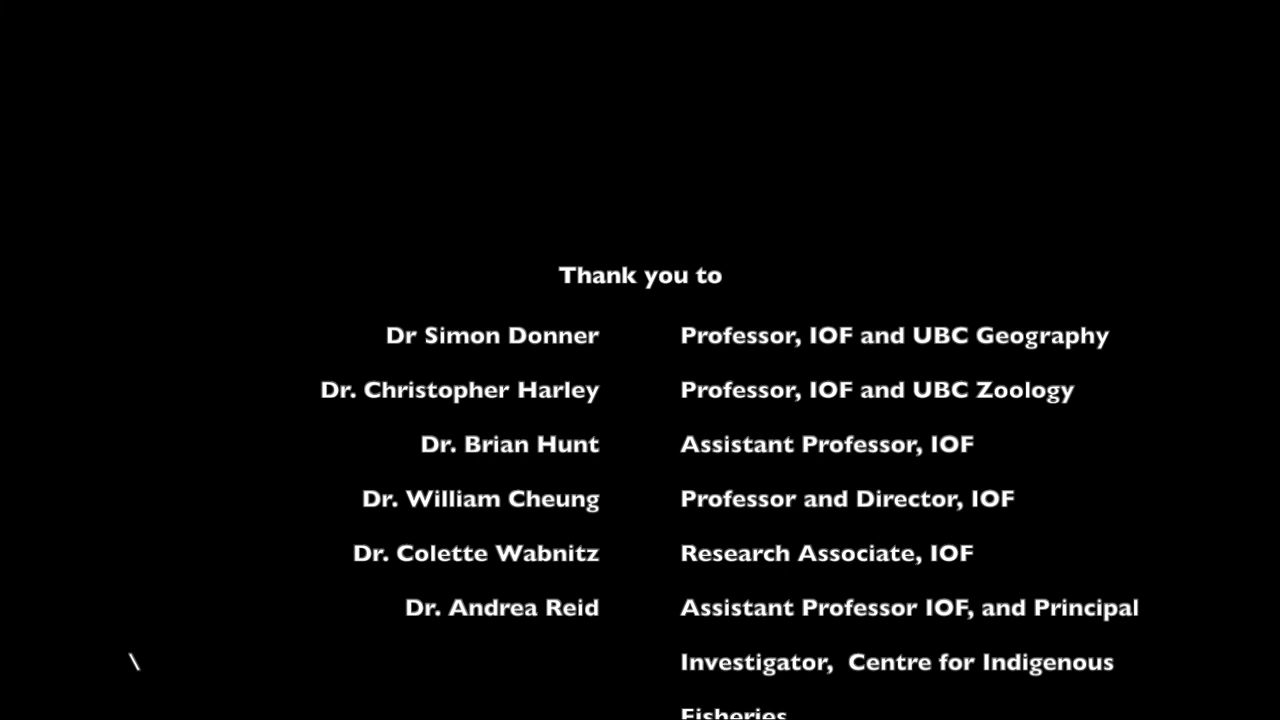 Thank you to
Dr Simon Donner Professor, IOF and UBC Geography
Dr. Christopher Harley Professor, IOF and UBC Zoology
Dr. Brian Hunt Assistant Professor, IOF
Dr. William Cheung Professor and Director, IOF
Dr. Colette Wabnitz Research Associate, IOF
Dr. Andrea Reid Assistant Professor IOF, and Principal
\ Investigator,  Centre for Indigenous
Fisheries